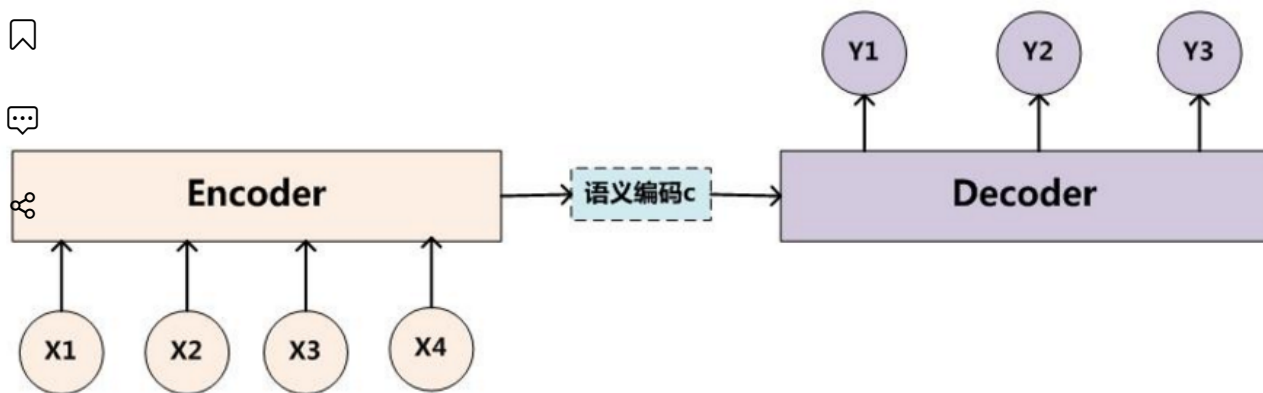 Y1 Y2 Y3
Encoder 语义编码c Decoder
X1 X2 X3 X4